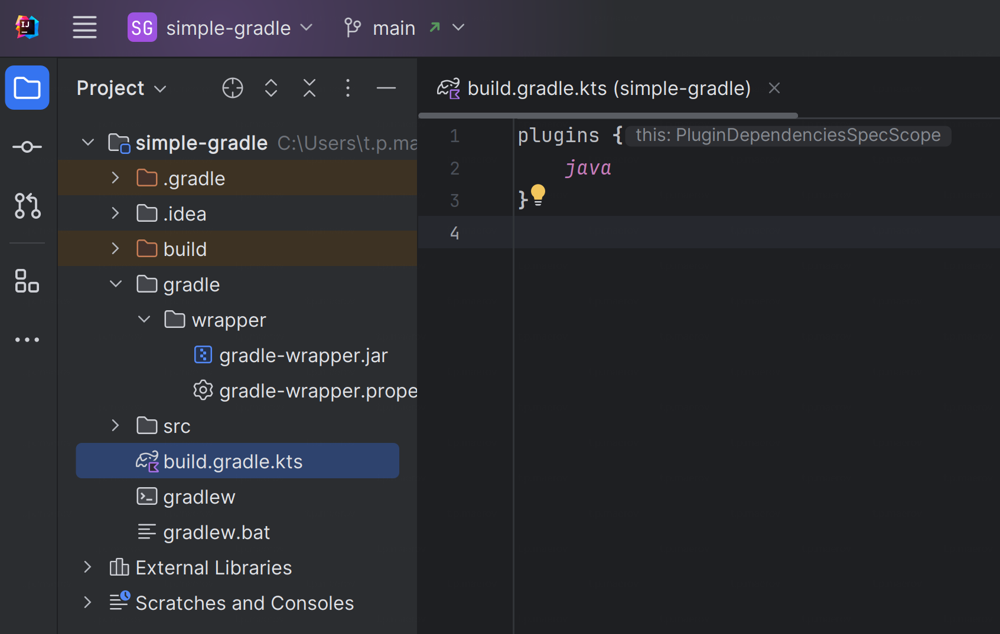 IJ
SG simple-gradle main
Project
build.gradle.kts (simple-gradle)
simple-gradle C:\Users\t.p.ma
.gradle
.idea
build
gradle
wrapper
gradle-wrapper.jar
gradle-wrapper.prope
src
build.gradle.kts
gradlew
gradlew.bat
External Libraries
Scratches and Consoles
1 plugins { this: PluginDependenciesSpecScope
2 java
3 }
4